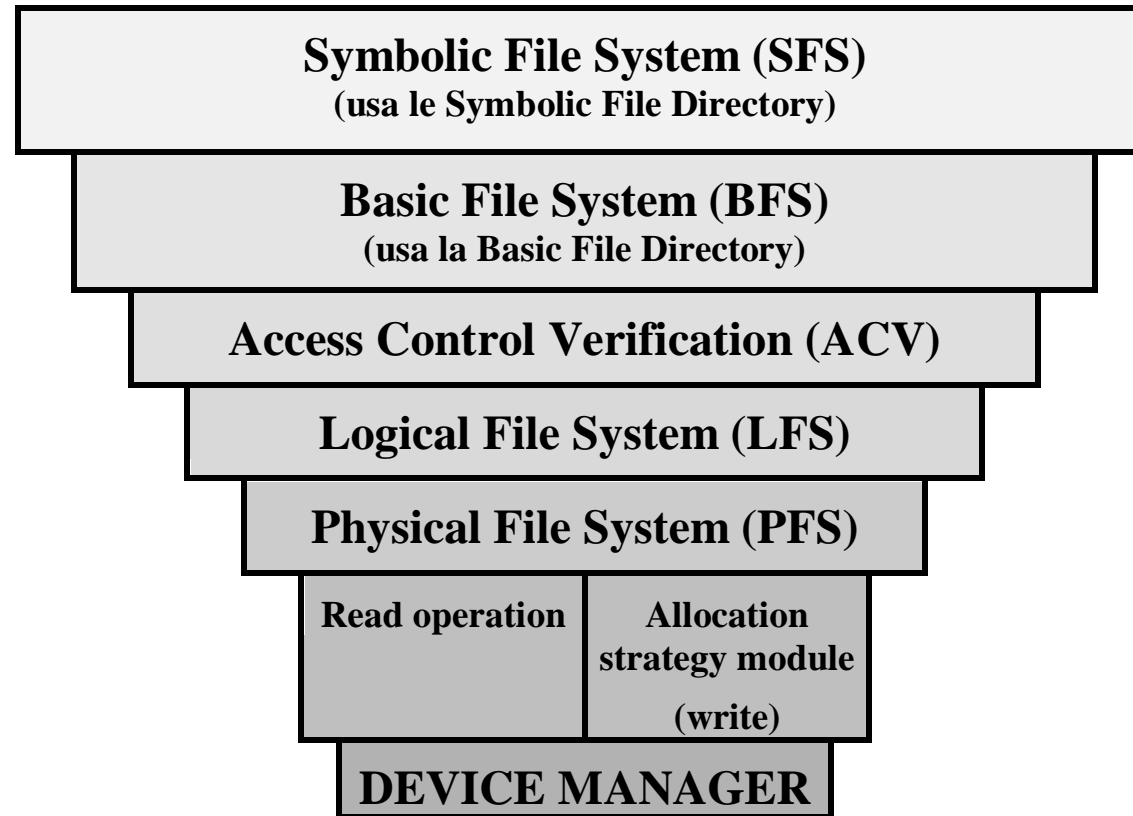 Symbolic File System (SFS)
(usa le Symbolic File Directory)
Basic File System (BFS)
(usa la Basic File Directory)
Access Control Verification (ACV)
Logical File System (LFS)
Physical File System (PFS)
Read operation
Allocation
strategy module
(write)
DEVICE MANAGER